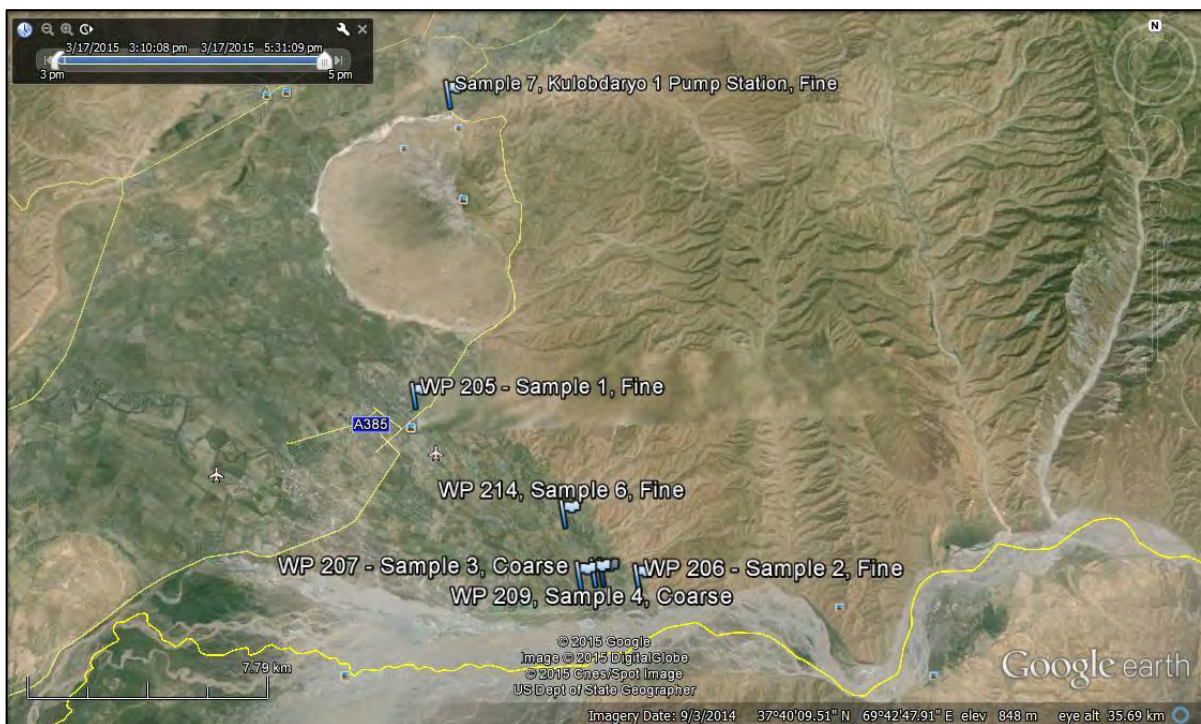 3/17/2015 3:10:08 pm 3/17/2015 5:31:09 pm
3 pm 5 pm
N
Sample 7, Kulobdaryo 1 Pump Station, Fine
WP 205 - Sample 1, Fine
A385
WP 214, Sample 6, Fine
WP 207 - Sample 3, Coarse
WP 206 - Sample 2, Fine
WP 209, Sample 4, Coarse
© 2015 Google
Image © 2015 DigitalGlobe
© 2015 Cnes/Spot Image
US Dept of State Geographer
7.79 km
Google earth
Imagery Date: 9/3/2014 37°40'09.51" N 69°42'47.91" E elev 848 m eye alt 35.69 km